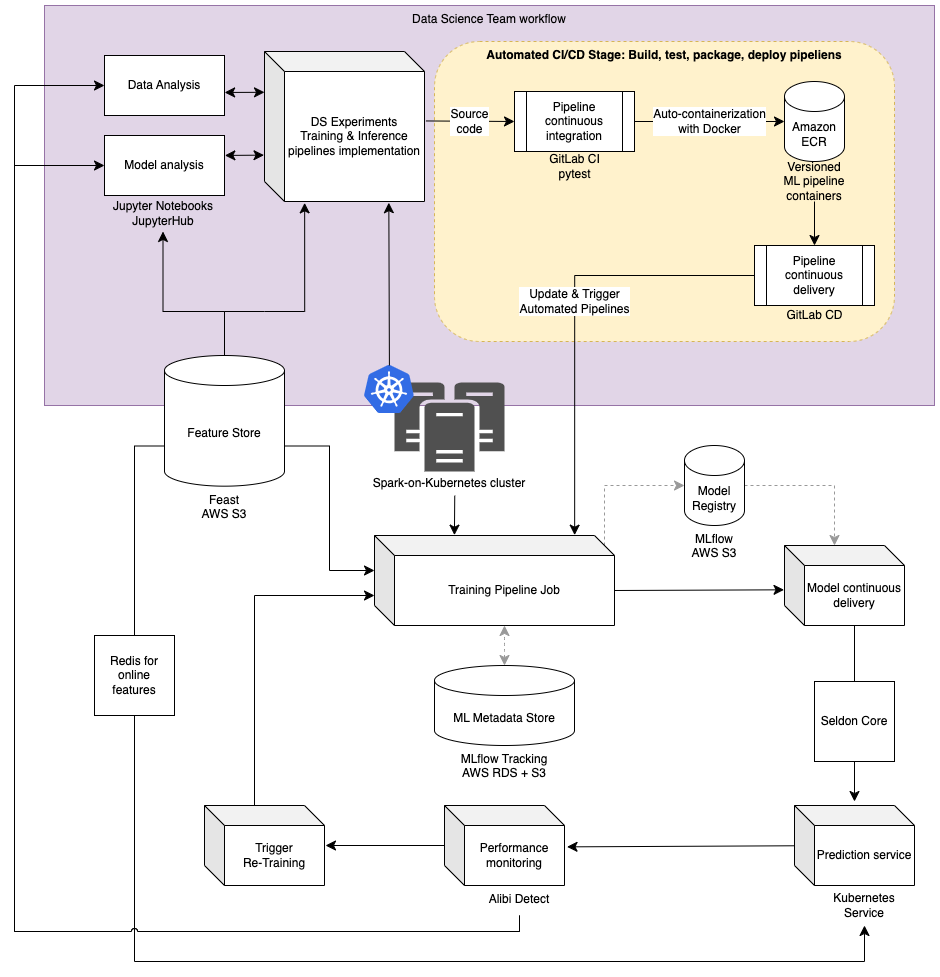 Data Science Team workflow
Automated CI/CD Stage: Build, test, package, deploy pipeliens
Data Analysis
DS Experiments
Training & Inference
pipelines implementation
Source
code
Pipeline
continuous
integration
GitLab CI
pytest
Auto-containerization
with Docker
Amazon
ECR
Versioned
ML pipeline
containers
Model analysis
Jupyter Notebooks
JupyterHub
Pipeline
continuous
delivery
GitLab CD
Update & Trigger
Automated Pipelines
Feature Store
Feast
AWS S3
Spark-on-Kubernetes cluster
Model
Registry
MLflow
AWS S3
Training Pipeline Job
Model continuous
delivery
Redis for
online
features
ML Metadata Store
MLflow Tracking
AWS RDS + S3
Seldon Core
Trigger
Re-Training
Performance
monitoring
Alibi Detect
Prediction service
Kubernetes
Service